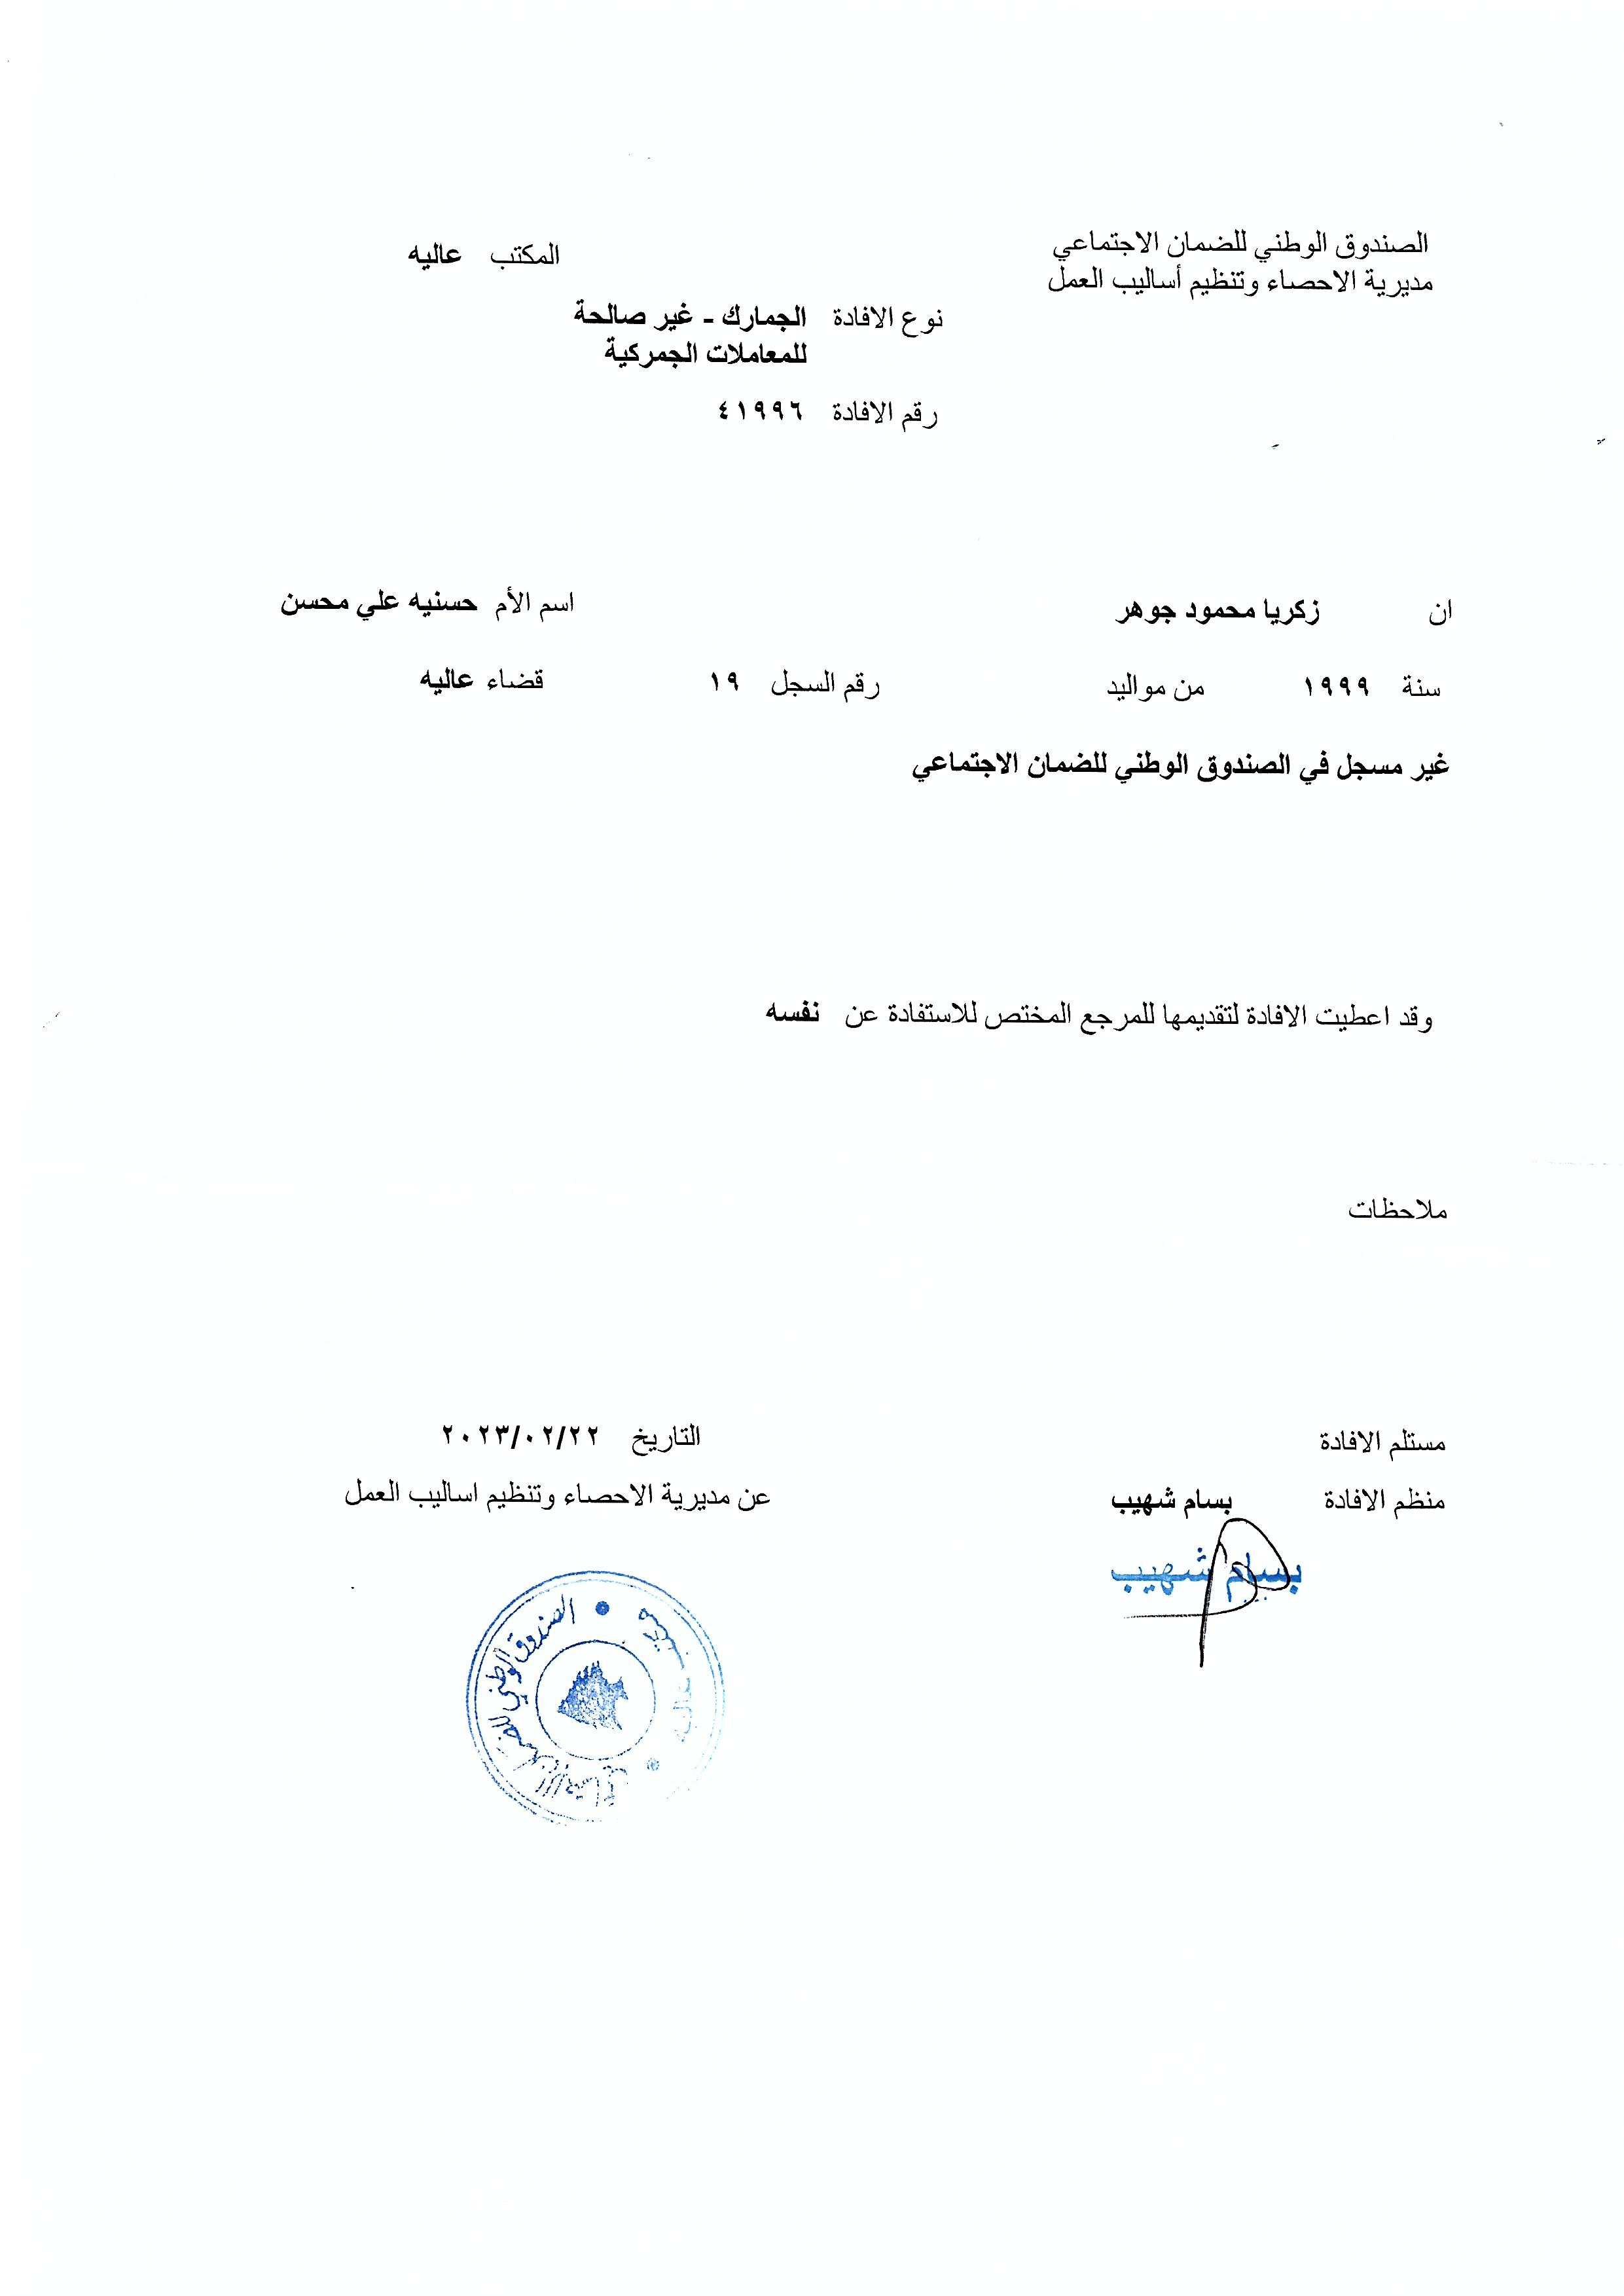 الصندوق الوطني للضمان الاجتماعي
المكتب عاليه
مديرية الاحصاء وتنظيم أساليب العمل
نوع الافادة الجمارك - غير صالحة
للمعاملات الجمركية
رقم الافادة ٤١٩٩٦
ان زكريا محمود جوهر اسم الأم حسنيه علي محسن
سنة ١٩٩٩ من مواليد رقم السجل ١٩ قضاء عاليه
غير مسجل في الصندوق الوطني للضمان الاجتماعي
وقد اعطيت الافادة لتقديمها للمرجع المختص للاستفادة عن نفسه
ملاحظات
مستلم الافادة التاريخ ٢٠٢٣/٠٢/٢٢
منظم الافادة بسام شهيب عن مديرية الاحصاء وتنظيم اساليب العمل
بسام شهيب
الصندوق الوطني للضمان الاجتماعي
عاليه